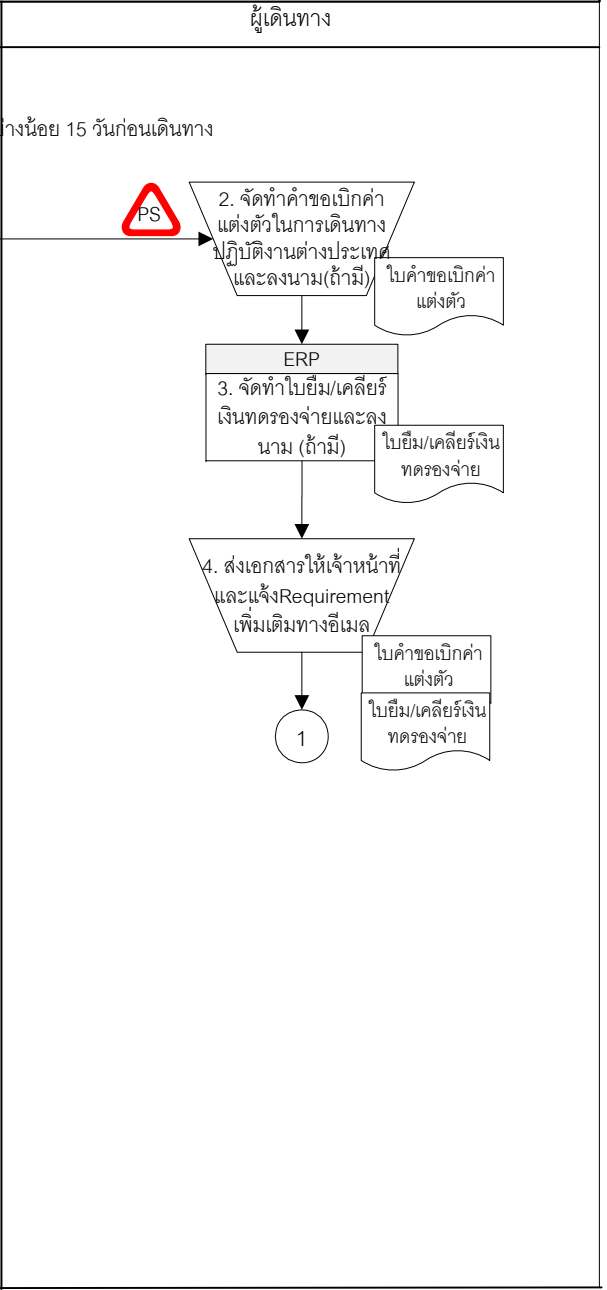 ผู้เดินทาง
างน้อย 15 วันก่อนเดินทาง
PS
2. จัดทำคำขอเบิกค่า
แต่งตัวในการเดินทาง
ปฏิบัติงานต่างประเทศ
และลงนาม(ถ้ามี)
ใบคำขอเบิกค่า
แต่งตัว
ERP
3. จัดทำใบยืม/เคลียร์
เงินทดรองจ่ายและลง
นาม (ถ้ามี)
ใบยืม/เคลียร์เงิน
ทดรองจ่าย
4. ส่งเอกสารให้เจ้าหน้าที่
และแจ้งRequirement
เพิ่มเติมทางอีเมล
ใบคำขอเบิกค่า
แต่งตัว
ใบยืม/เคลียร์เงิน
ทดรองจ่าย
1